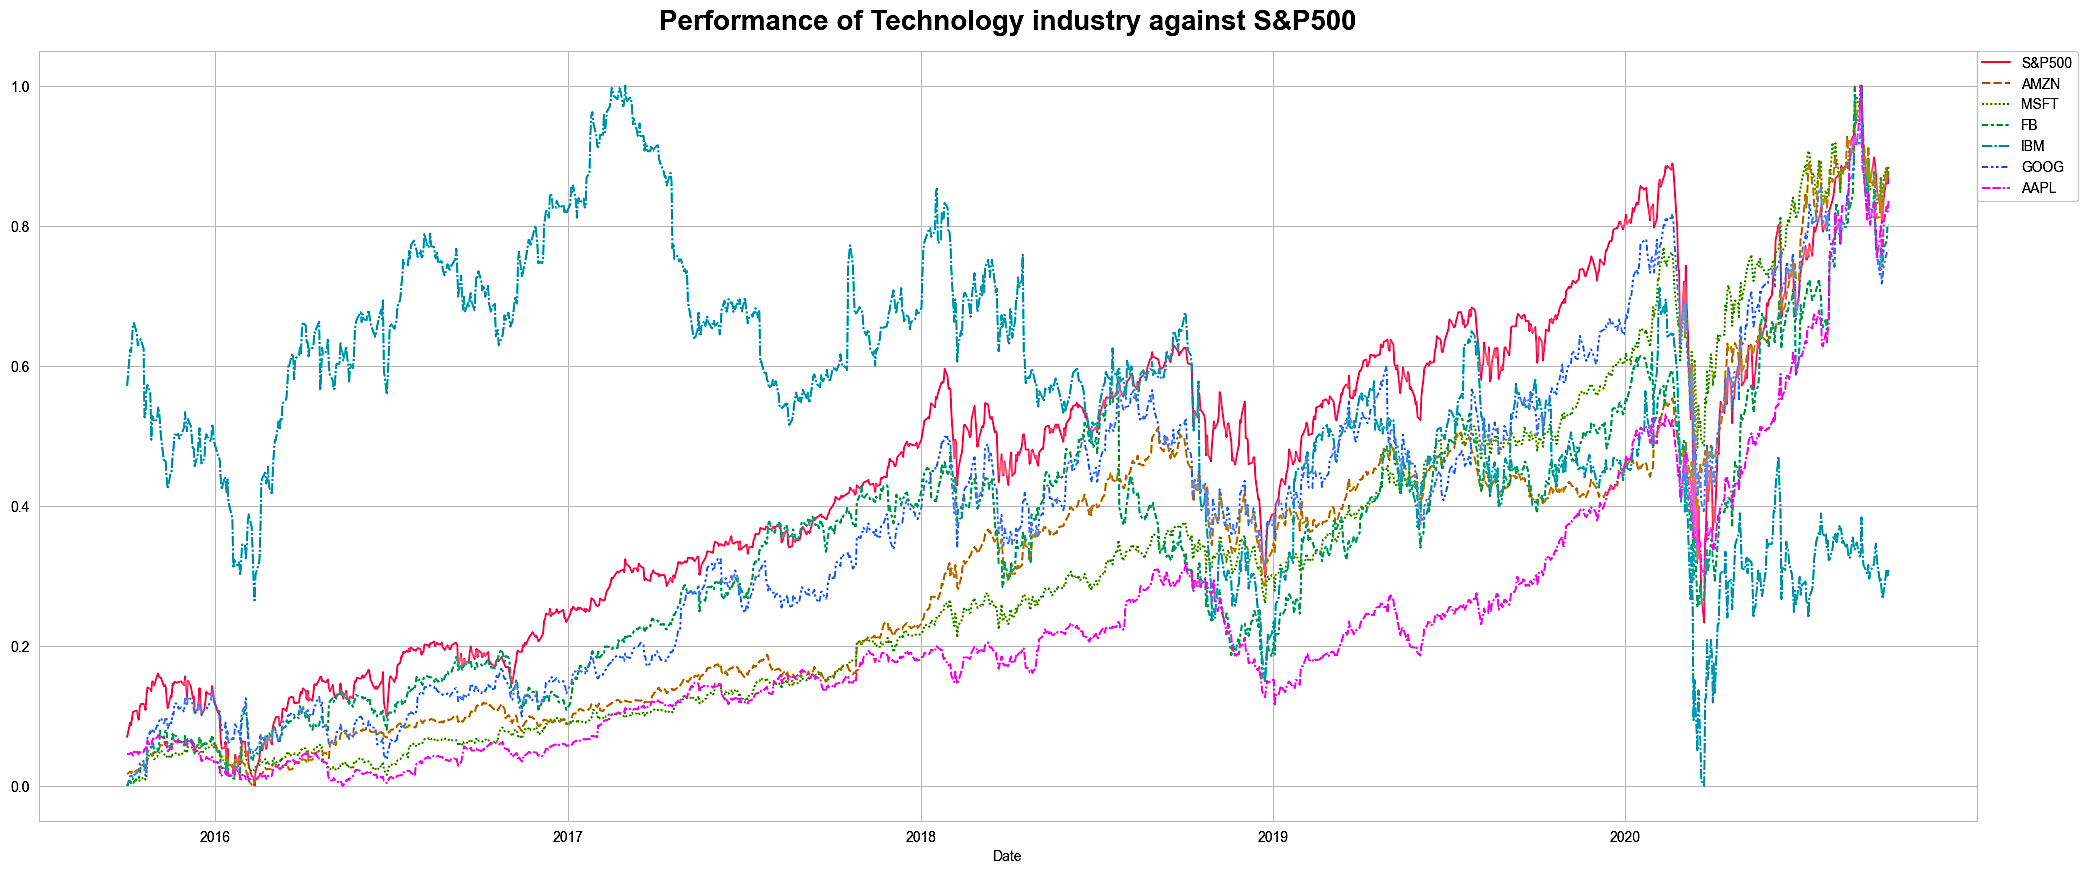 Performance of Technology industry against S&P500
1.0
0.8
0.6
0.4
0.2
0.0
2016
2017
2018
2019
2020
Date
S&P500
AMZN
MSFT
FB
IBM
GOOG
AAPL